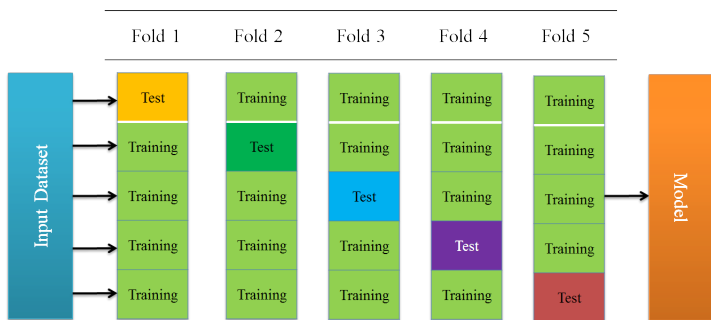 Fold 1 Fold 2 Fold 3 Fold 4 Fold 5
Input Dataset
Test Training Training Training Training
Training Test Training Training Training
Training Training Test Training Training
Training Training Training Test Training
Training Training Training Training Test
Model